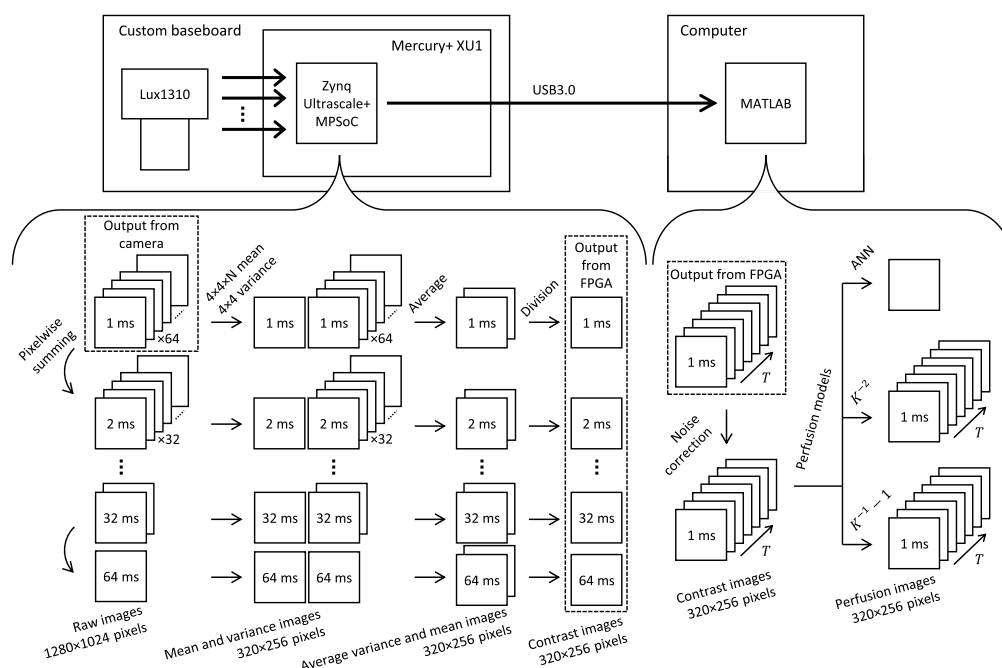 Custom baseboard
Mercury+ XU1
Lux1310
Zynq
Ultrascale+
MPSoC
USB3.0
Computer
MATLAB
Output from
camera
1 ms
×64
Pixelwise
summing
2 ms
×32
32 ms
64 ms
Raw images
1280×1024 pixels
4×4×N mean
4×4 variance
1 ms
1 ms
×64
2 ms
2 ms
×32
32 ms
32 ms
64 ms
64 ms
Mean and variance images
320×256 pixels
Average
1 ms
2 ms
32 ms
64 ms
Average variance and mean images
320×256 pixels
Division
Output
from
FPGA
1 ms
2 ms
32 ms
64 ms
Contrast images
320×256 pixels
Output from FPGA
1 ms
T
Noise
correction
1 ms
T
Contrast images
320×256 pixels
Perfusion models
ANN
K⁻²
1 ms
T
K⁻¹ − 1
1 ms
T
Perfusion images
320×256 pixels